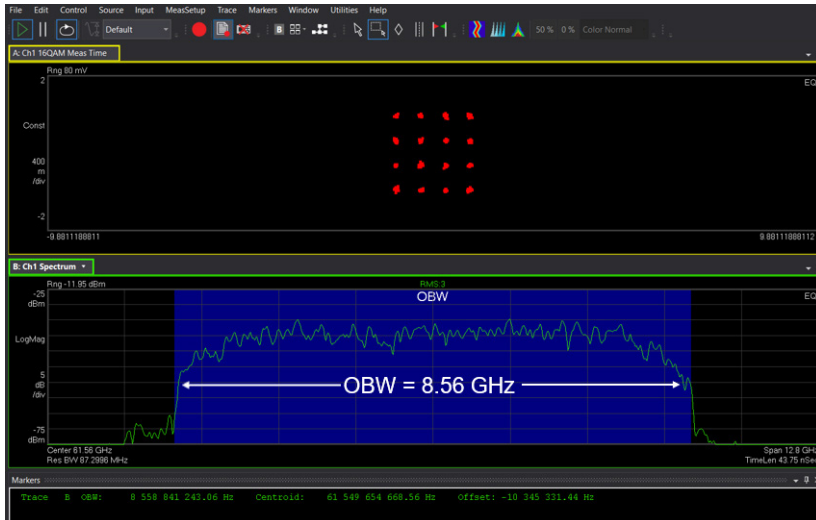 File Edit Control Source Input MeasSetup Trace Markers Window Utilities Help
Default 50 % 0 % Color Normal
A: Ch1 16QAM Meas Time
Rng 80 mV
2
EQ
Const
400
m
/div
-2
-9.8811188811 9.88111888112
B: Ch1 Spectrum
Rng -11.95 dBm RMS:3
-25
dBm
OBW
EQ
LogMag
5
dB
/div
OBW = 8.56 GHz
-75
dBm
Center 61.56 GHz Span 12.8 GHz
Res BW 87.2986 MHz TimeLen 43.75 nSec
Markers
Trace B OBW: 8 558 841 243.06 Hz Centroid: 61 549 654 668.56 Hz Offset: -10 345 331.44 Hz